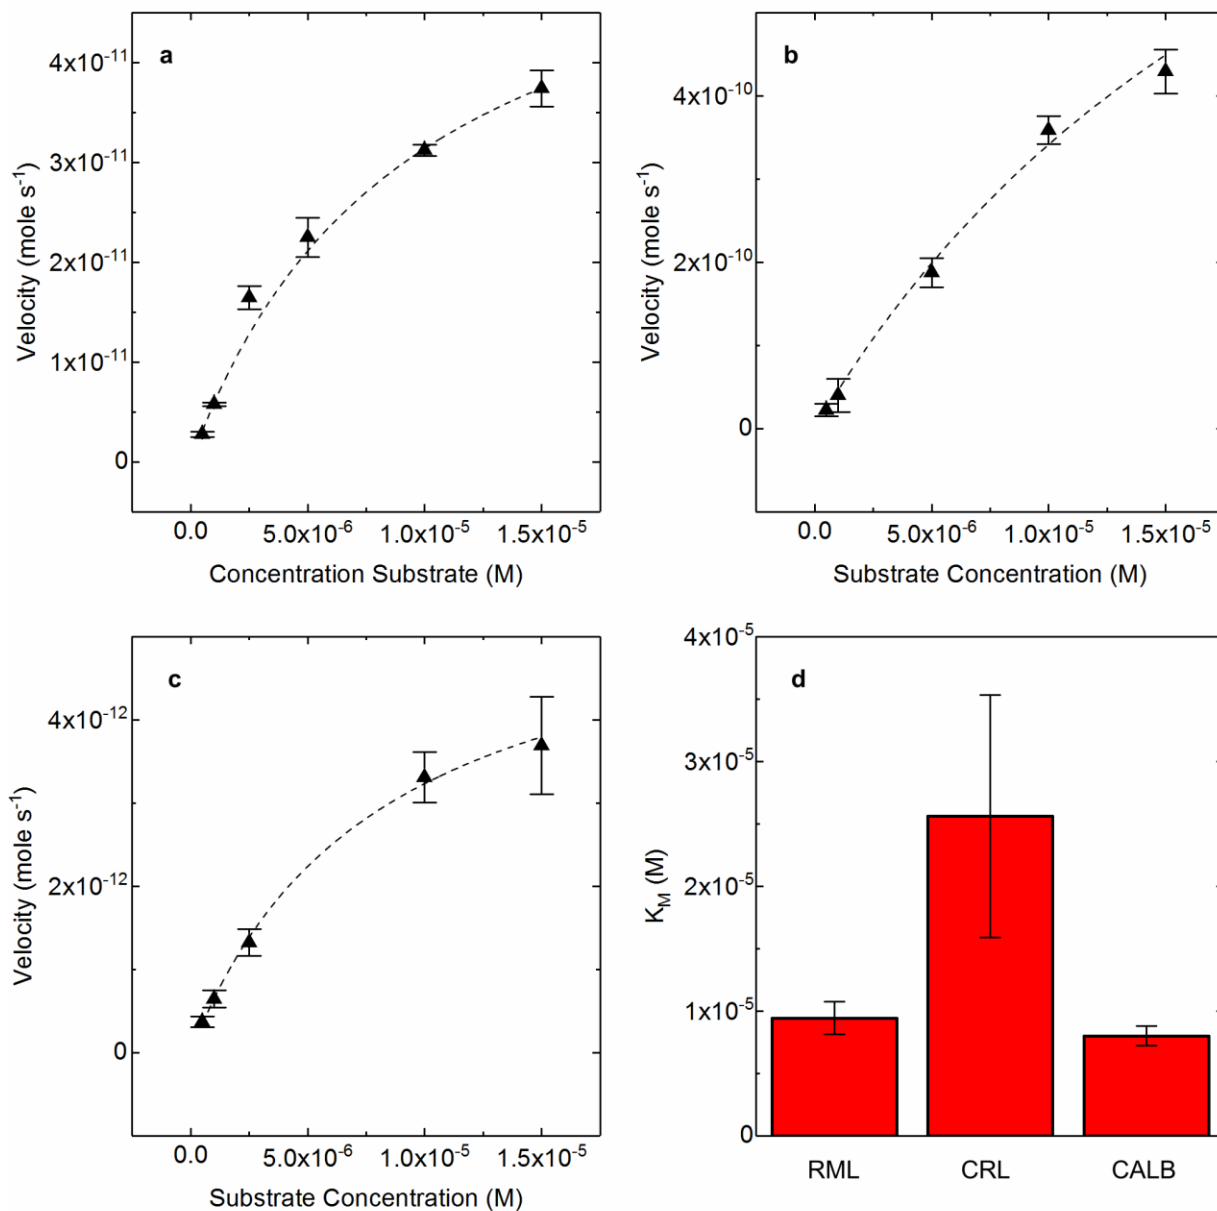 a
4x10⁻¹¹
3x10⁻¹¹
2x10⁻¹¹
1x10⁻¹¹
0
Velocity (mole s⁻¹)
0.0 5.0x10⁻⁶ 1.0x10⁻⁵ 1.5x10⁻⁵
Concentration Substrate (M)
b
4x10⁻¹⁰
2x10⁻¹⁰
0
Velocity (mole s⁻¹)
0.0 5.0x10⁻⁶ 1.0x10⁻⁵ 1.5x10⁻⁵
Substrate Concentration (M)
c
4x10⁻¹²
2x10⁻¹²
0
Velocity (mole s⁻¹)
0.0 5.0x10⁻⁶ 1.0x10⁻⁵ 1.5x10⁻⁵
Substrate Concentration (M)
d
4x10⁻⁵
3x10⁻⁵
2x10⁻⁵
1x10⁻⁵
0
K_M (M)
RML CRL CALB